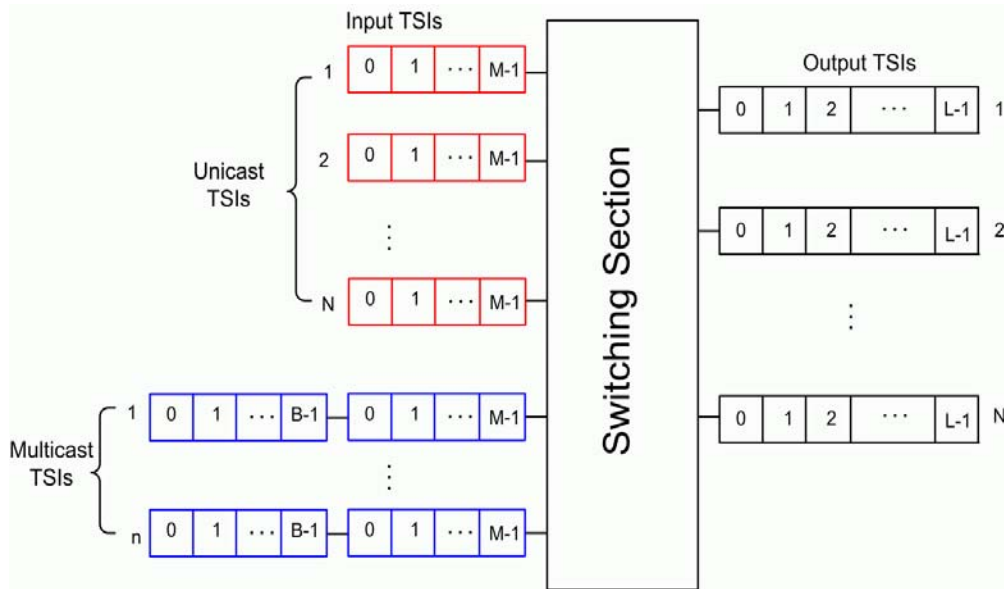 Input TSIs
1
0 1 ... M-1
2
0 1 ... M-1
Unicast
TSIs
⋮
N
0 1 ... M-1
Multicast
TSIs
1
0 1 ... B-1
0 1 ... M-1
⋮
n
0 1 ... B-1
0 1 ... M-1
Switching Section
Output TSIs
0 1 2 ... L-1
1
0 1 2 ... L-1
2
⋮
0 1 2 ... L-1
N